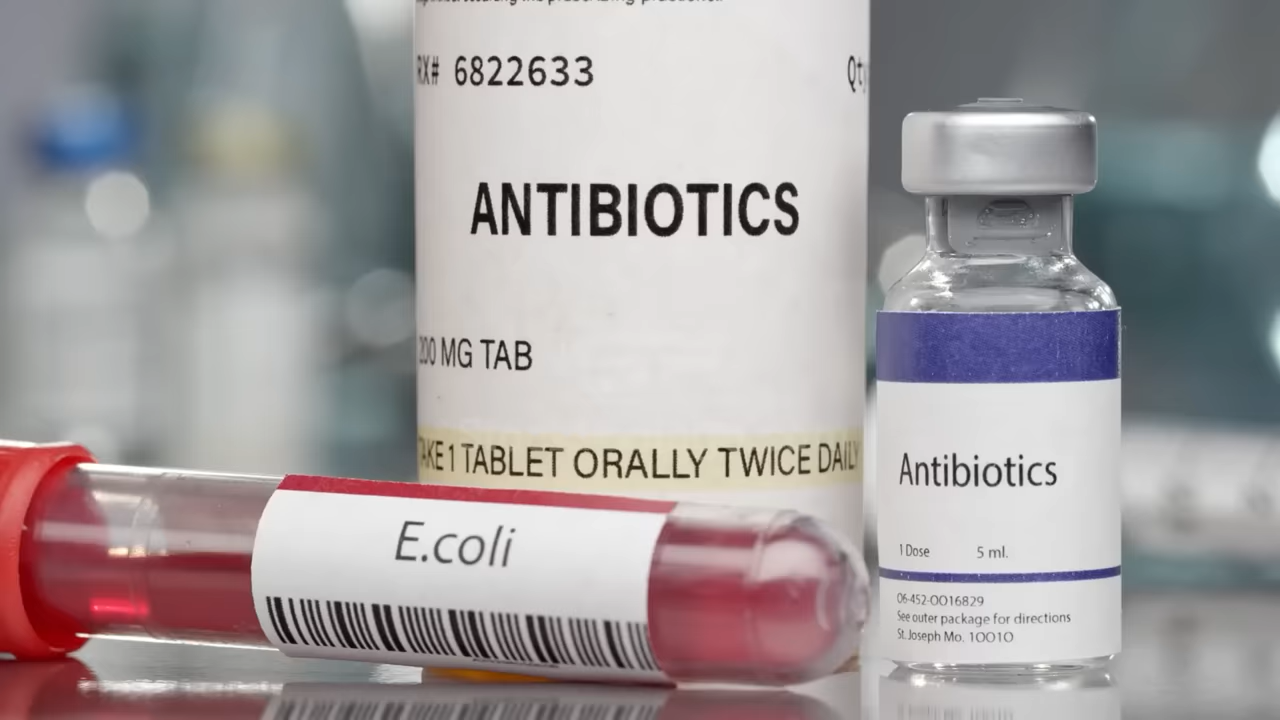 RX# 6822633
Qty
ANTIBIOTICS
200 MG TAB
TAKE 1 TABLET ORALLY TWICE DAILY
E.coli
Antibiotics
1 Dose 5 ml.
06-452-0016829
See outer package for directions
St. Joseph Mo. 10010